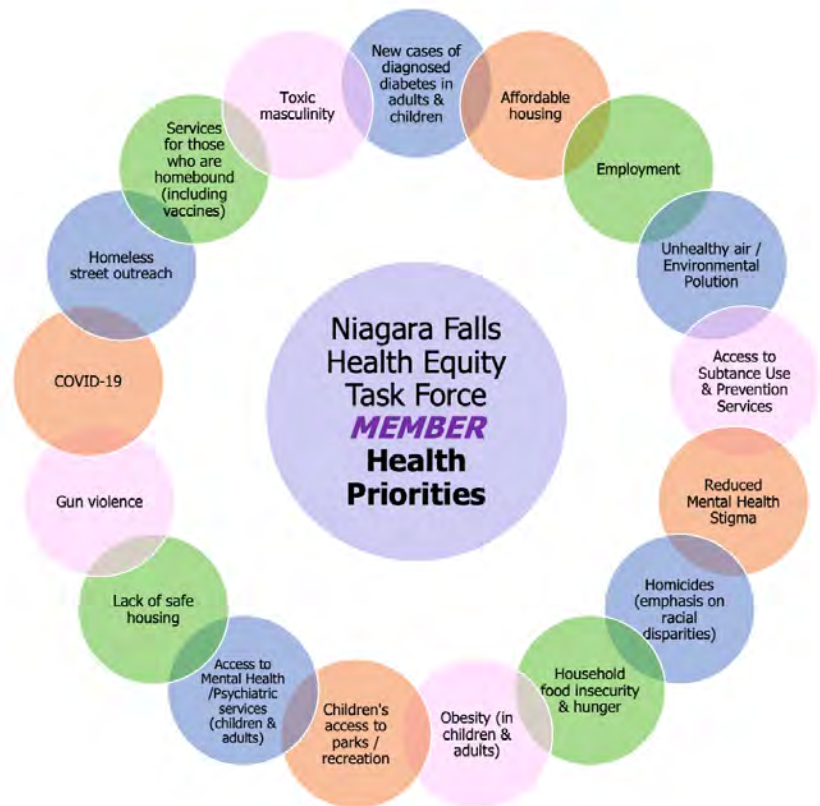 New cases of
diagnosed
diabetes in
adults &
children
Affordable
housing
Employment
Unhealthy air /
Environmental
Polution
Access to
Subtance Use
& Prevention
Services
Reduced
Mental Health
Stigma
Homicides
(emphasis on
racial
disparities)
Household
food insecurity
& hunger
Obesity (in
children &
adults)
Children's
access to
parks /
recreation
Access to
Mental Health
/Psychiatric
services
(children &
adults)
Lack of safe
housing
Gun violence
COVID-19
Homeless
street outreach
Services
for those
who are
homebound
(including
vaccines)
Toxic
masculinity
Niagara Falls
Health Equity
Task Force
MEMBER
Health
Priorities